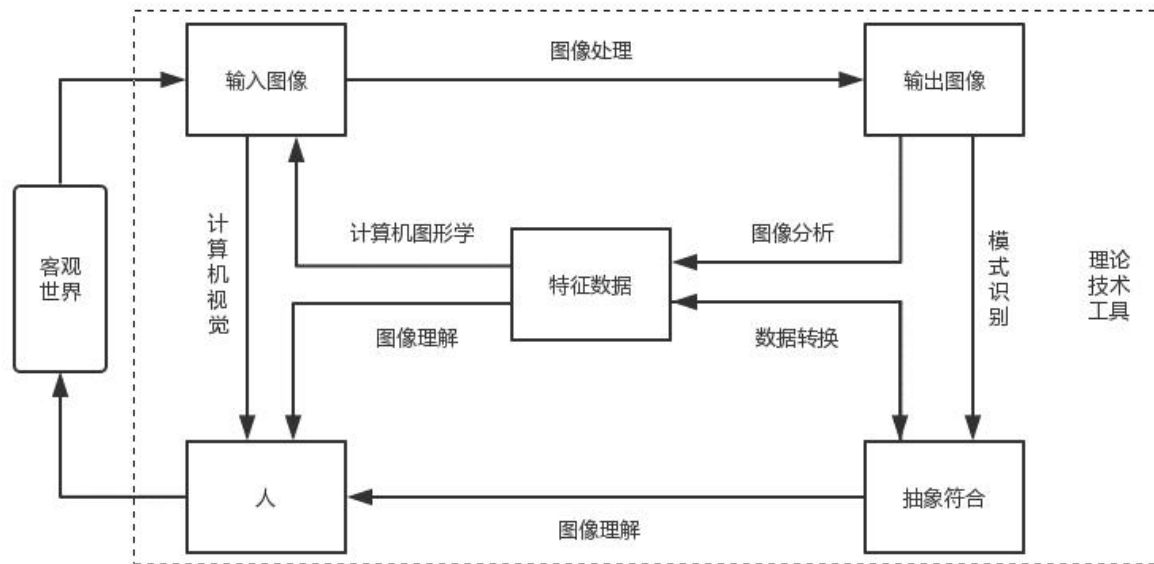 图像处理
输入图像
输出图像
计算机视觉
计算机图形学
图像分析
模式识别
客观
世界
特征数据
理论
技术
工具
图像理解
数据转换
人
抽象符合
图像理解